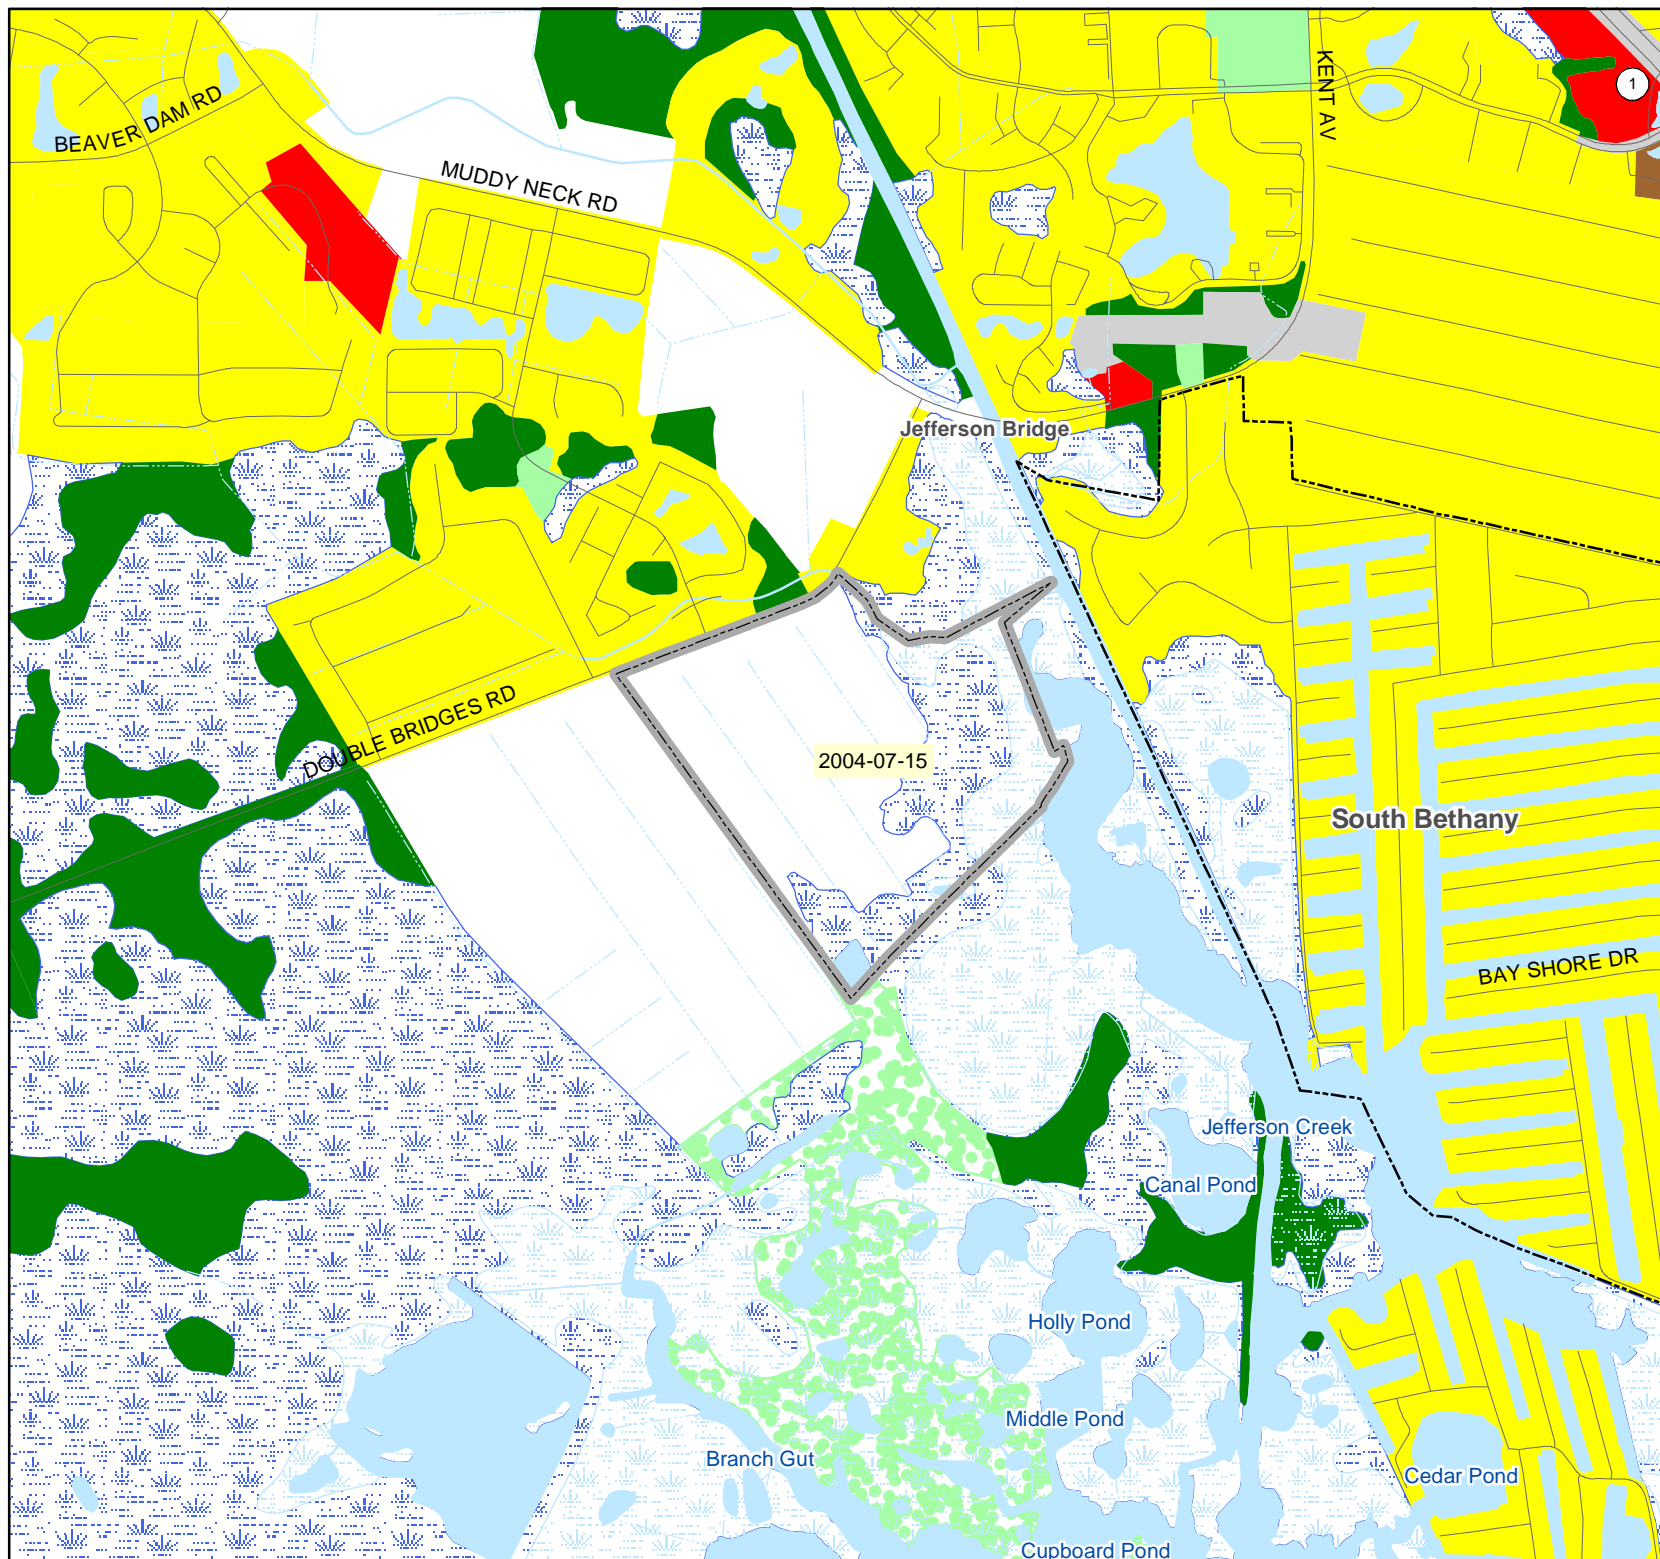 KENT AV
1
BEAVER DAM RD
MUDDY NECK RD
Jefferson Bridge
DOUBLE BRIDGES RD
2004-07-15
South Bethany
BAY SHORE DR
Jefferson Creek
Canal Pond
Holly Pond
Middle Pond
Branch Gut
Cedar Pond
Cupboard Pond